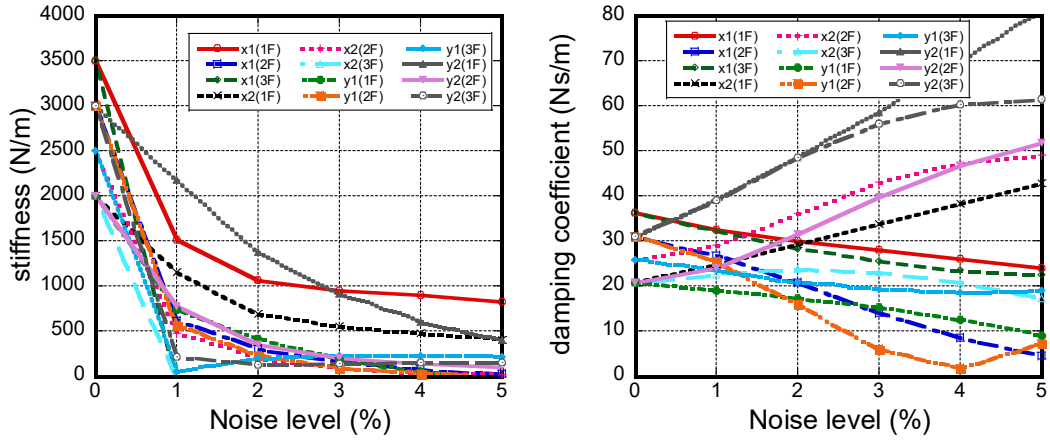 4000
3500
3000
2500
2000
1500
1000
500
0
stiffness (N/m)
x1(1F) x2(2F) y1(3F)
x1(2F) x2(3F) y2(1F)
x1(3F) y1(1F) y2(2F)
x2(1F) y1(2F) y2(3F)
0 1 2 3 4 5
Noise level (%)
80
70
60
50
40
30
20
10
0
damping coefficient (Ns/m)
x1(1F) x2(2F) y1(3F)
x1(2F) x2(3F) y2(1F)
x1(3F) y1(1F) y2(2F)
x2(1F) y1(2F) y2(3F)
0 1 2 3 4 5
Noise level (%)